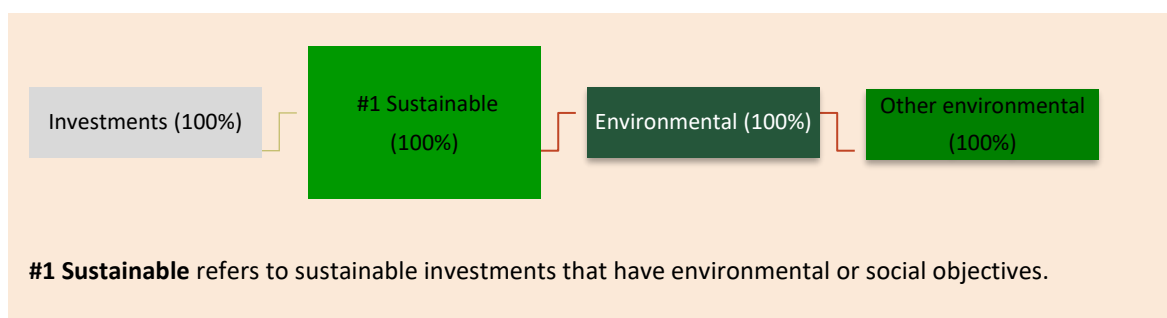 Investments (100%)
#1 Sustainable
(100%)
Environmental (100%)
Other environmental
(100%)
#1 Sustainable refers to sustainable investments that have environmental or social objectives.